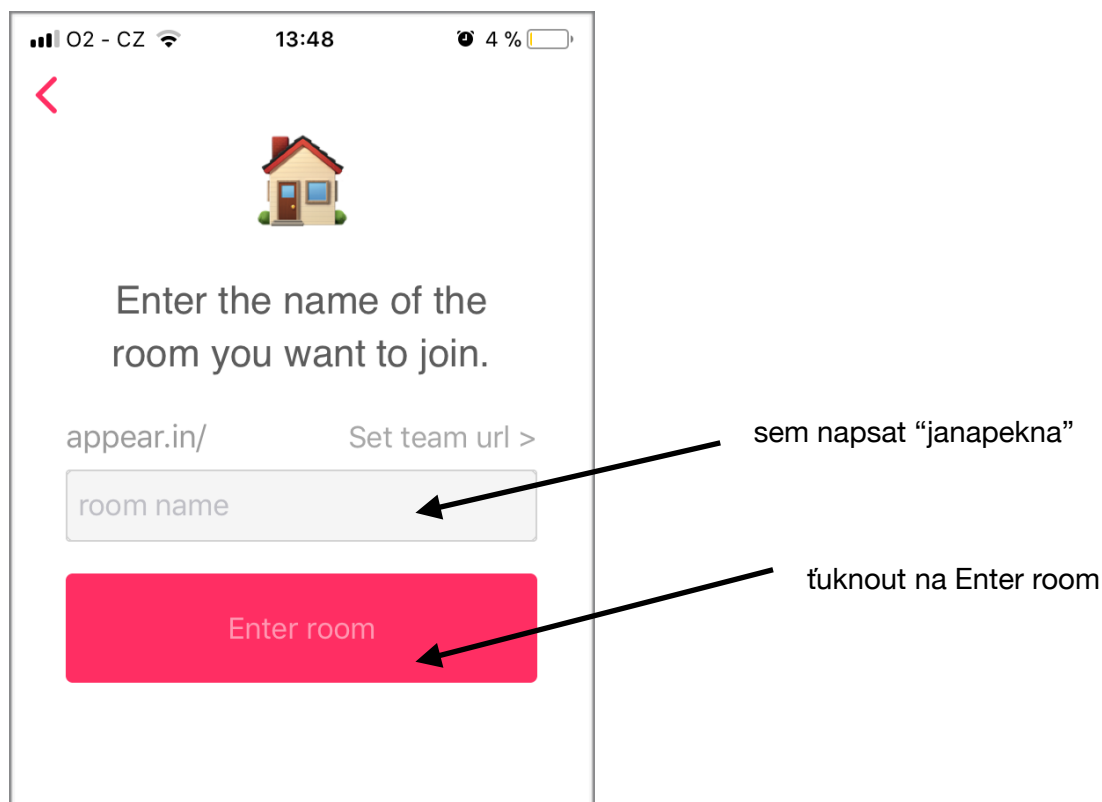 O2 - CZ 13:48 4 %
Enter the name of the
room you want to join.
appear.in/ Set team url >
sem napsat “janapekna”
room name
ťuknout na Enter room
Enter room